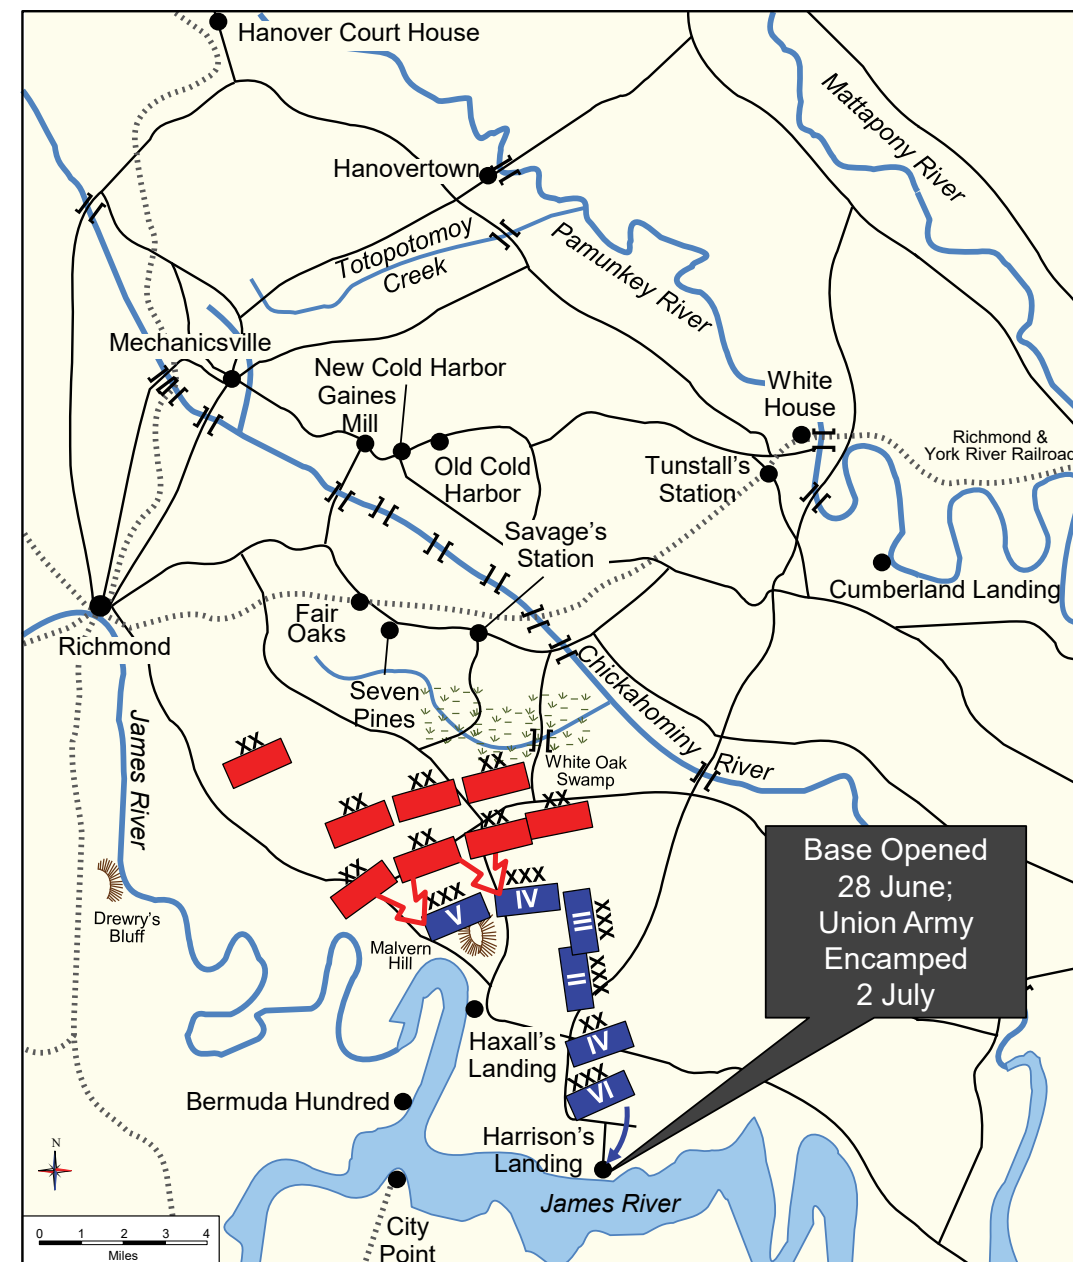 Hanover Court House
Mattapony River
Hanovertown
Totopotomoy
Creek
Pamunkey River
Mechanicsville
New Cold Harbor
Gaines
Mill
White
House
Richmond &
York River Railroad
Old Cold
Harbor
Tunstall's
Station
Savage's
Station
Cumberland Landing
Fair
Oaks
Richmond
Chickahominy
River
Seven
Pines
James River
White Oak
Swamp
XX
XX
XX
XX
XX
XX
XX
XX
XXX
IV
XXX
V
XXX
III
XXX
II
Base Opened
28 June;
Union Army
Encamped
2 July
Drewry's
Bluff
Malvern
Hill
Haxall's
Landing
XX
IV
XXX
VI
Bermuda Hundred
Harrison's
Landing
N
James River
City
Point
0 1 2 3 4
Miles